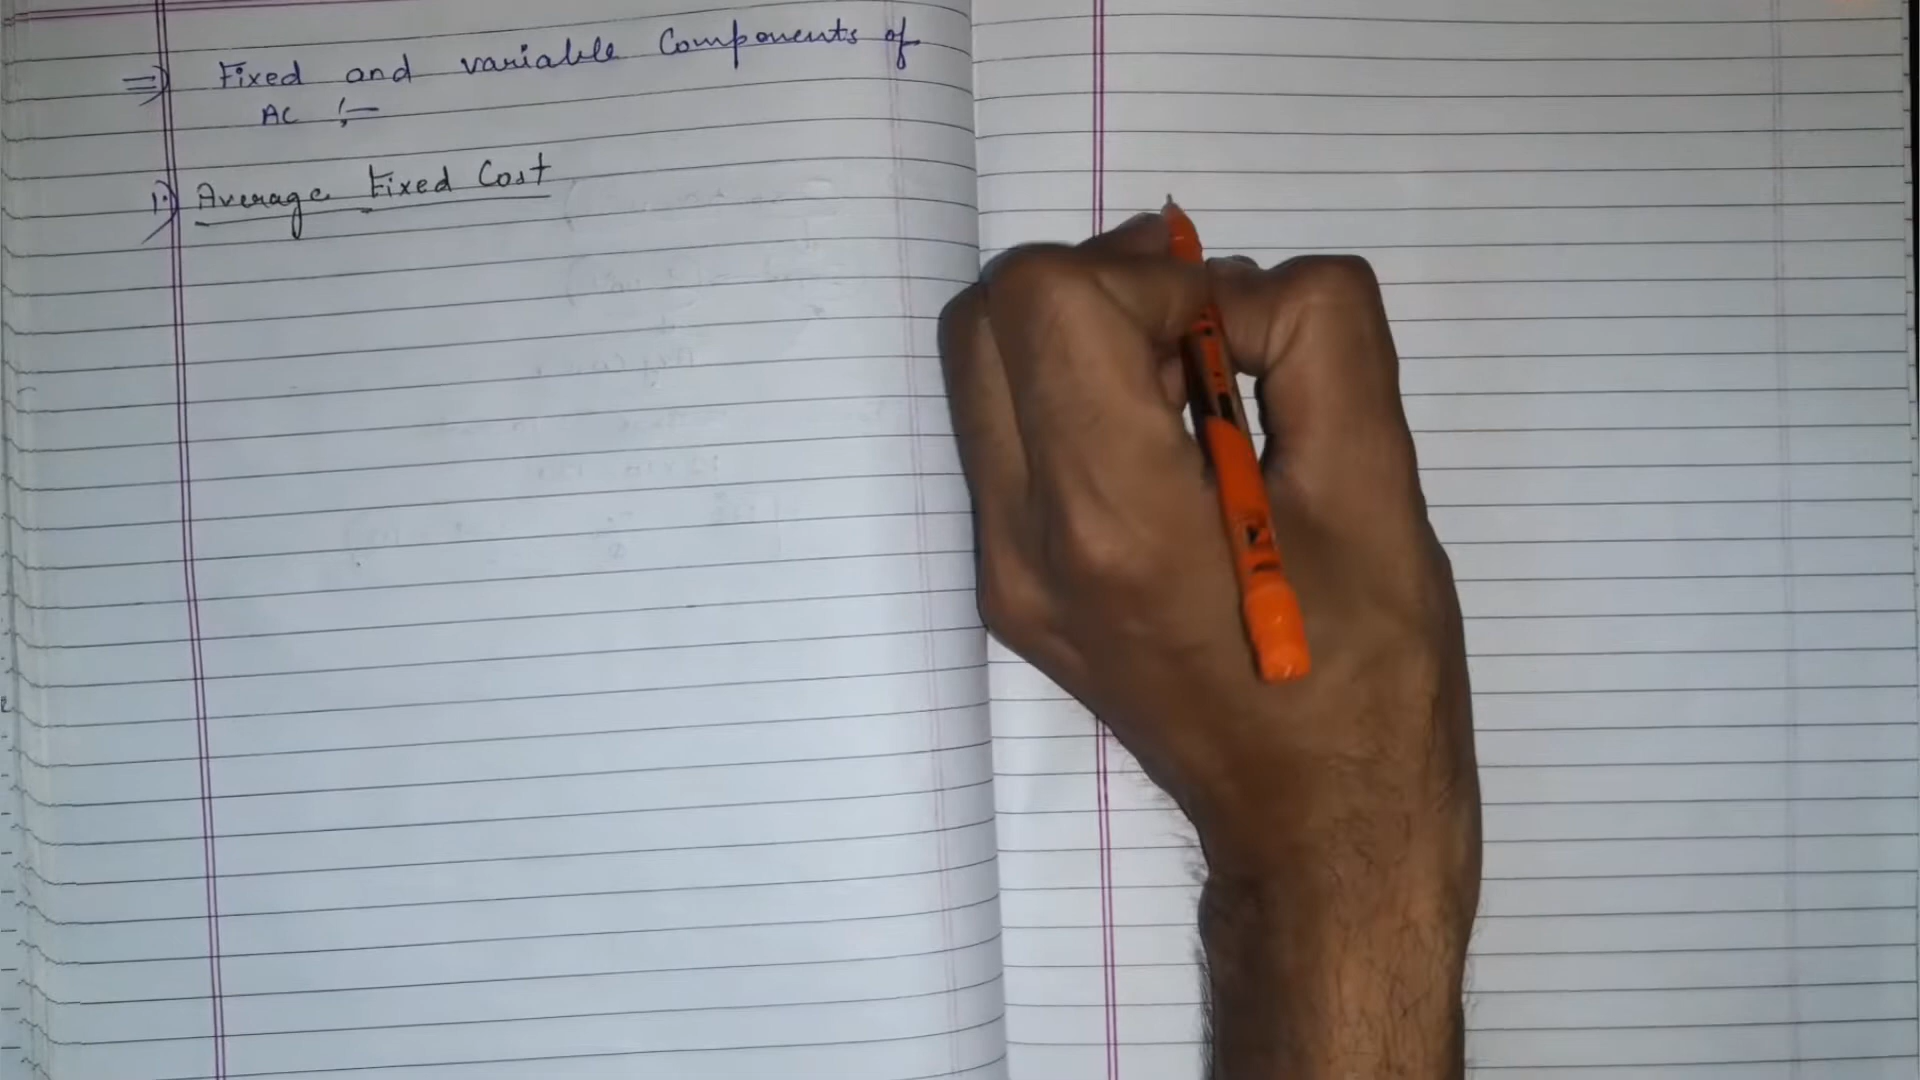 ⇒ Fixed and variable Components of
AC :-
1.) Average Fixed Cost